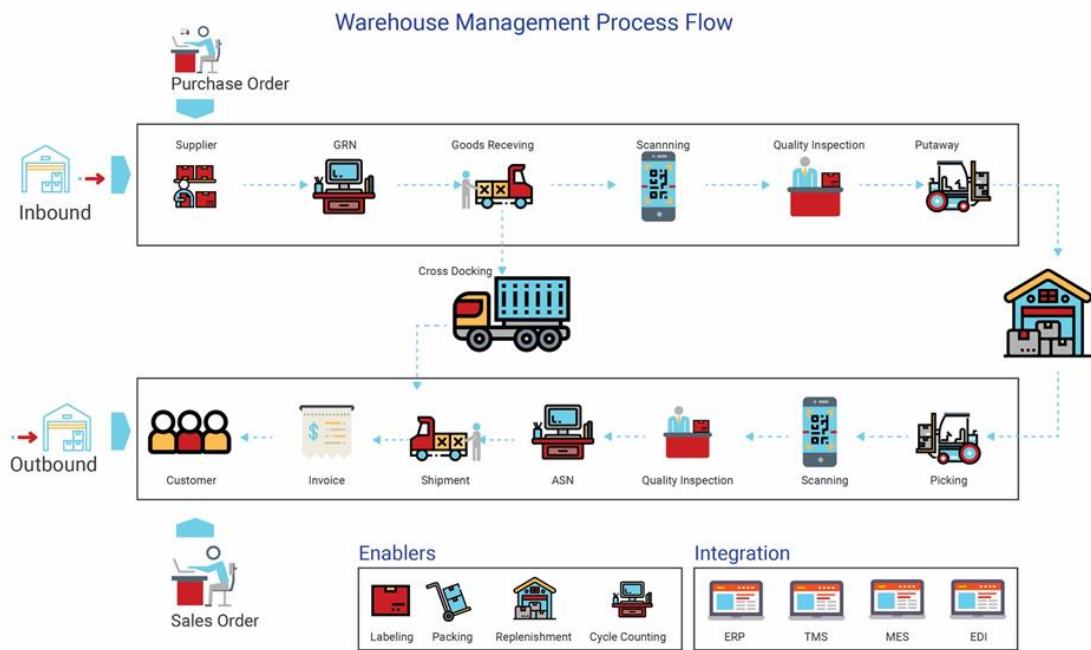 Warehouse Management Process Flow
Purchase Order
Inbound
Supplier
GRN
Goods Receving
Scannning
Quality Inspection
Putaway
Cross Docking
Outbound
Customer
Invoice
Shipment
ASN
Quality Inspection
Scanning
Picking
Sales Order
Enablers
Labeling
Packing
Replenishment
Cycle Counting
Integration
ERP
TMS
MES
EDI